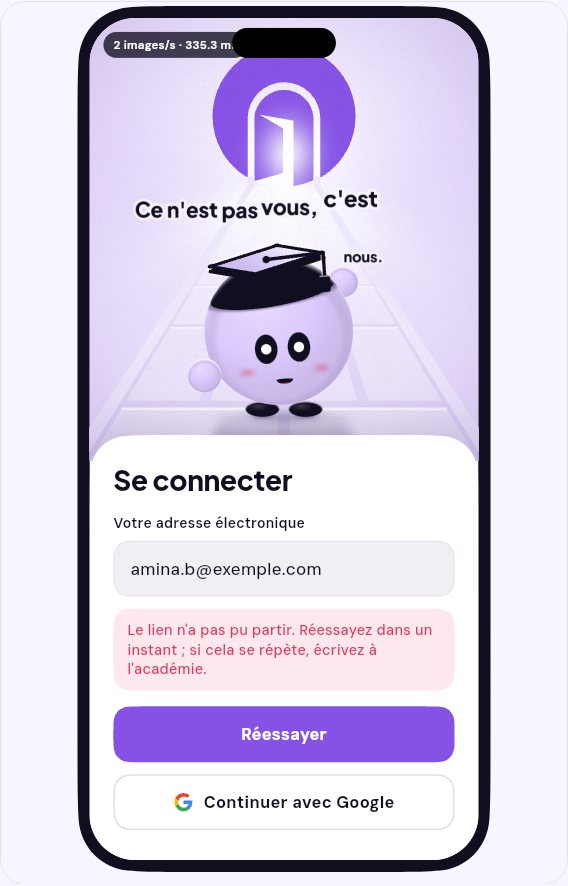 2 images/s · 335.3 m
Ce n'est pas vous, c'est
nous.
Se connecter
Votre adresse électronique
amina.b@exemple.com
Le lien n'a pas pu partir. Réessayez dans un
instant ; si cela se répète, écrivez à
l'académie.
Réessayer
Continuer avec Google